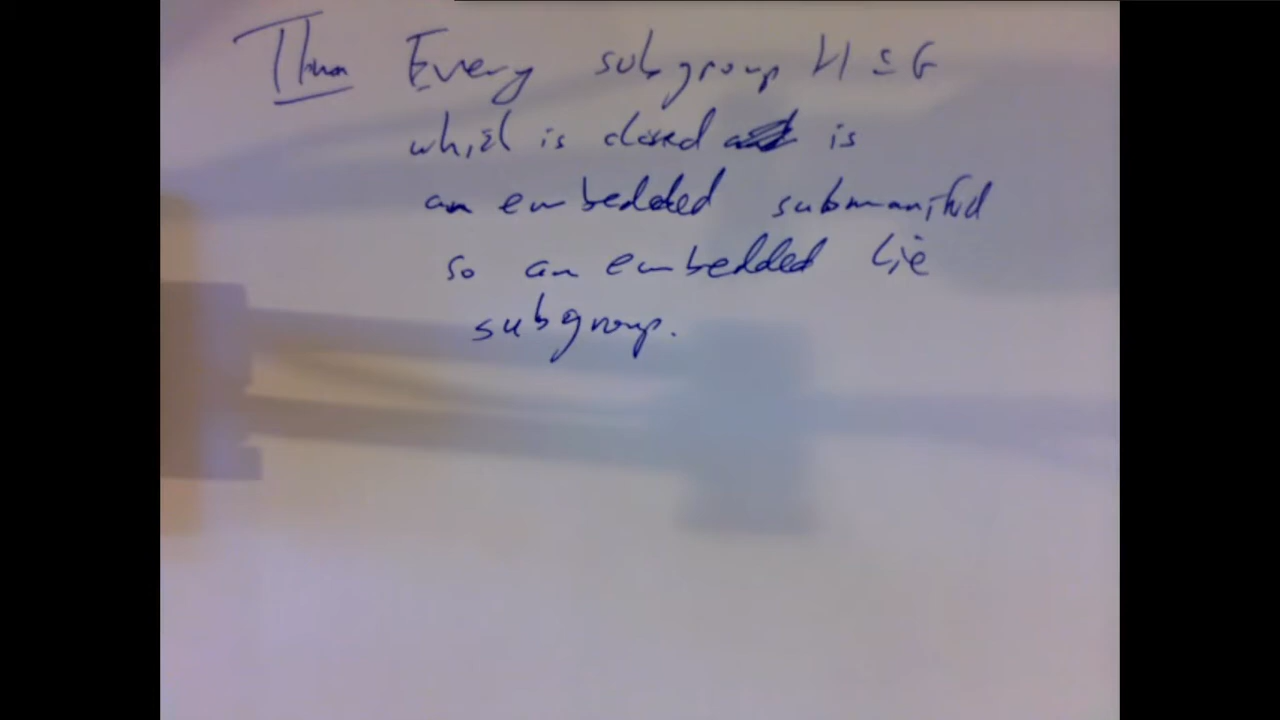 Thm Every subgroup H ≤ G
which is closed is
an embedded submanifold
so an embedded Lie
subgroup.